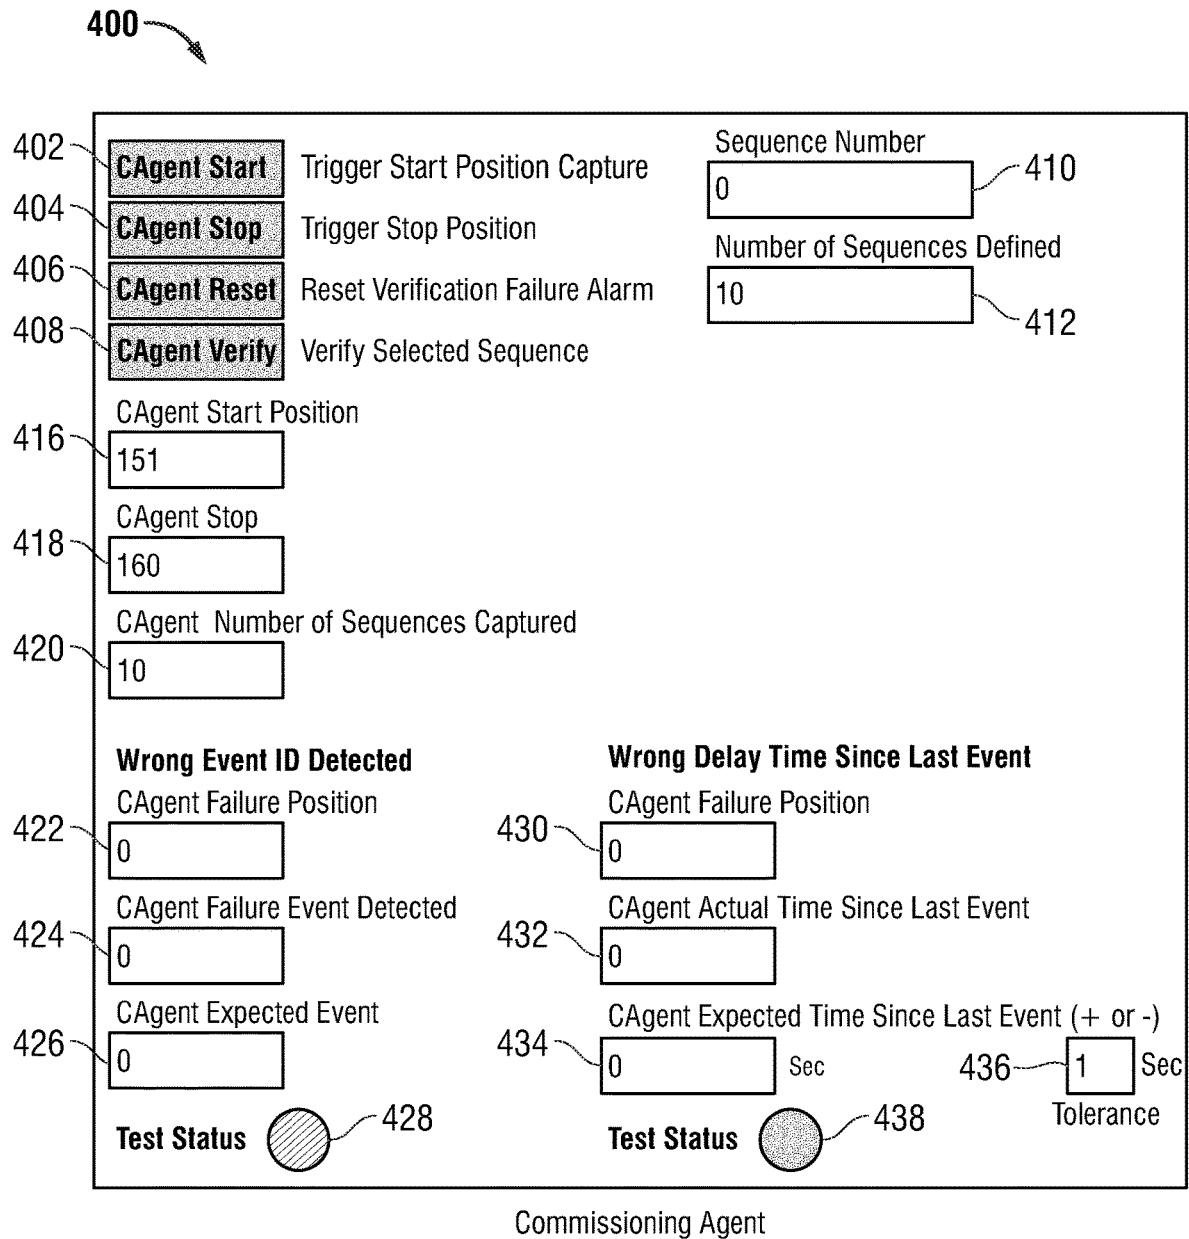 400
402
CAgent Start
Trigger Start Position Capture
Sequence Number
0
410
404
CAgent Stop
Trigger Stop Position
406
CAgent Reset
Reset Verification Failure Alarm
Number of Sequences Defined
10
412
408
CAgent Verify
Verify Selected Sequence
CAgent Start Position
416
151
CAgent Stop
418
160
CAgent Number of Sequences Captured
420
10
Wrong Event ID Detected
CAgent Failure Position
422
0
CAgent Failure Event Detected
424
0
CAgent Expected Event
426
0
Test Status
428
Wrong Delay Time Since Last Event
CAgent Failure Position
430
0
CAgent Actual Time Since Last Event
432
0
CAgent Expected Time Since Last Event (+ or -)
434
0
Sec
436
1
Sec
Tolerance
Test Status
438
Commissioning Agent